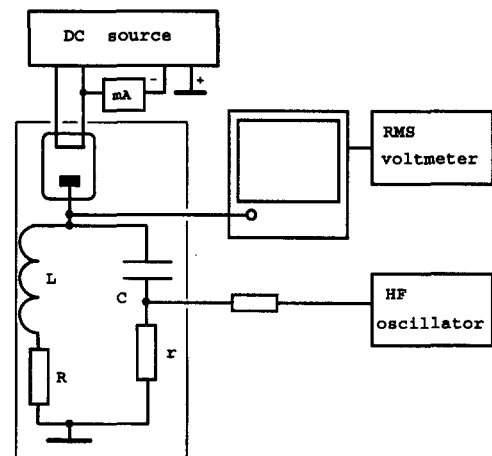 DC source
- +
mA
RMS
voltmeter
L
C
HF
oscillator
R
r